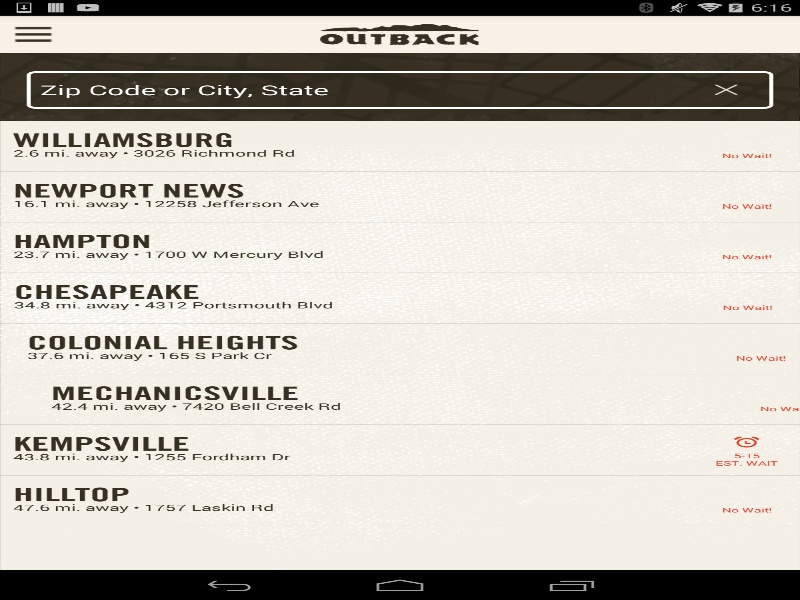 6:16
OUTBACK
Zip Code or City, State
WILLIAMSBURG
2.6 mi. away • 3026 Richmond Rd
No Wait!
NEWPORT NEWS
16.1 mi. away • 12258 Jefferson Ave
No Wait!
HAMPTON
23.7 mi. away • 1700 W Mercury Blvd
No Wait!
CHESAPEAKE
34.8 mi. away • 4312 Portsmouth Blvd
No Wait!
COLONIAL HEIGHTS
37.6 mi. away • 165 S Park Cr
No Wait!
MECHANICSVILLE
42.4 mi. away • 7420 Bell Creek Rd
No Wa
KEMPSVILLE
43.8 mi. away • 1255 Fordham Dr
5-15
EST. WAIT
HILLTOP
47.6 mi. away • 1757 Laskin Rd
No Wait!